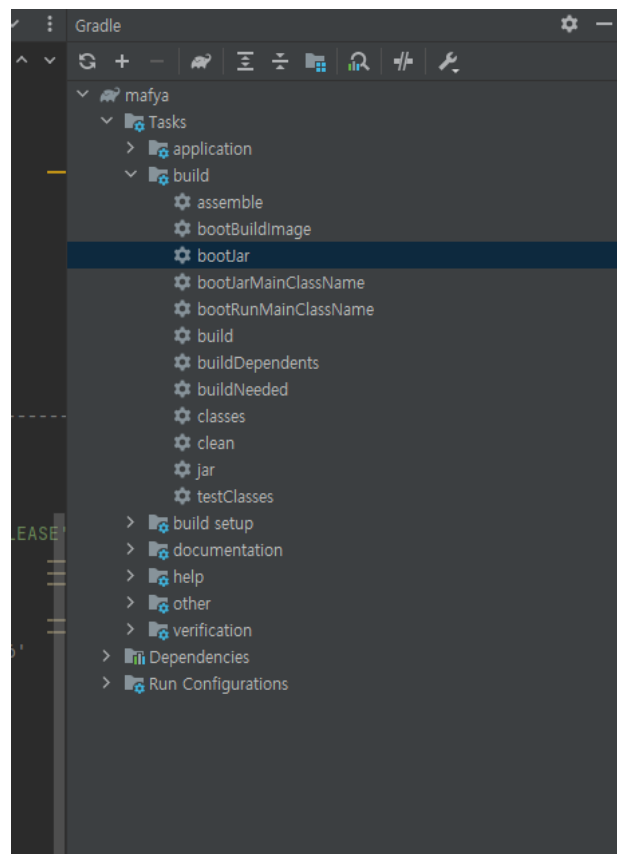 Gradle
mafya
Tasks
application
build
assemble
bootBuildImage
bootJar
bootJarMainClassName
bootRunMainClassName
build
buildDependents
buildNeeded
classes
clean
jar
testClasses
build setup
LEASE'
documentation
help
other
verification
Dependencies
Run Configurations